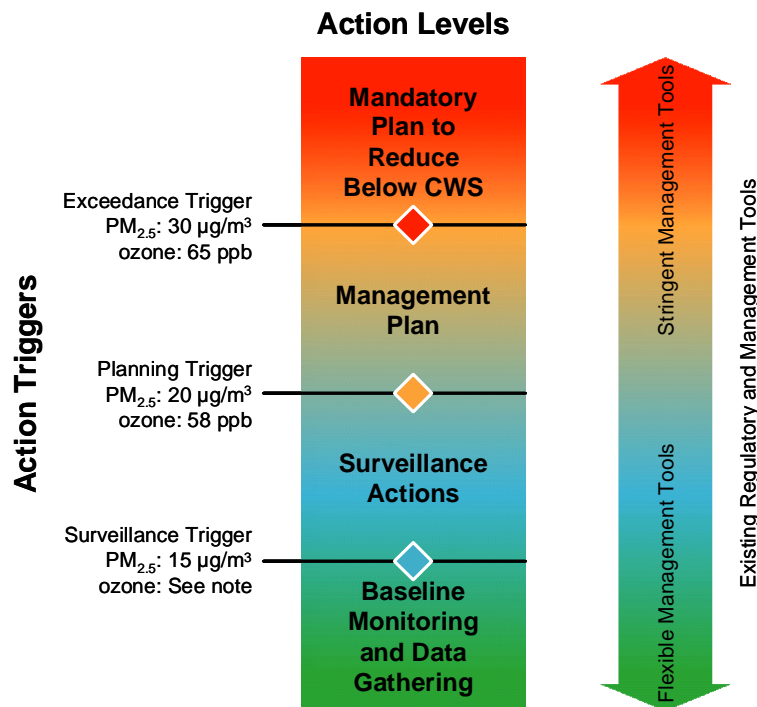 Action Levels
Mandatory
Plan to
Reduce
Below CWS
Exceedance Trigger
PM2.5: 30 µg/m³
ozone: 65 ppb
Management
Plan
Planning Trigger
PM2.5: 20 µg/m³
ozone: 58 ppb
Surveillance
Actions
Surveillance Trigger
PM2.5: 15 µg/m³
ozone: See note
Baseline
Monitoring
and Data
Gathering
Action Triggers
Stringent Management Tools
Flexible Management Tools
Existing Regulatory and Management Tools